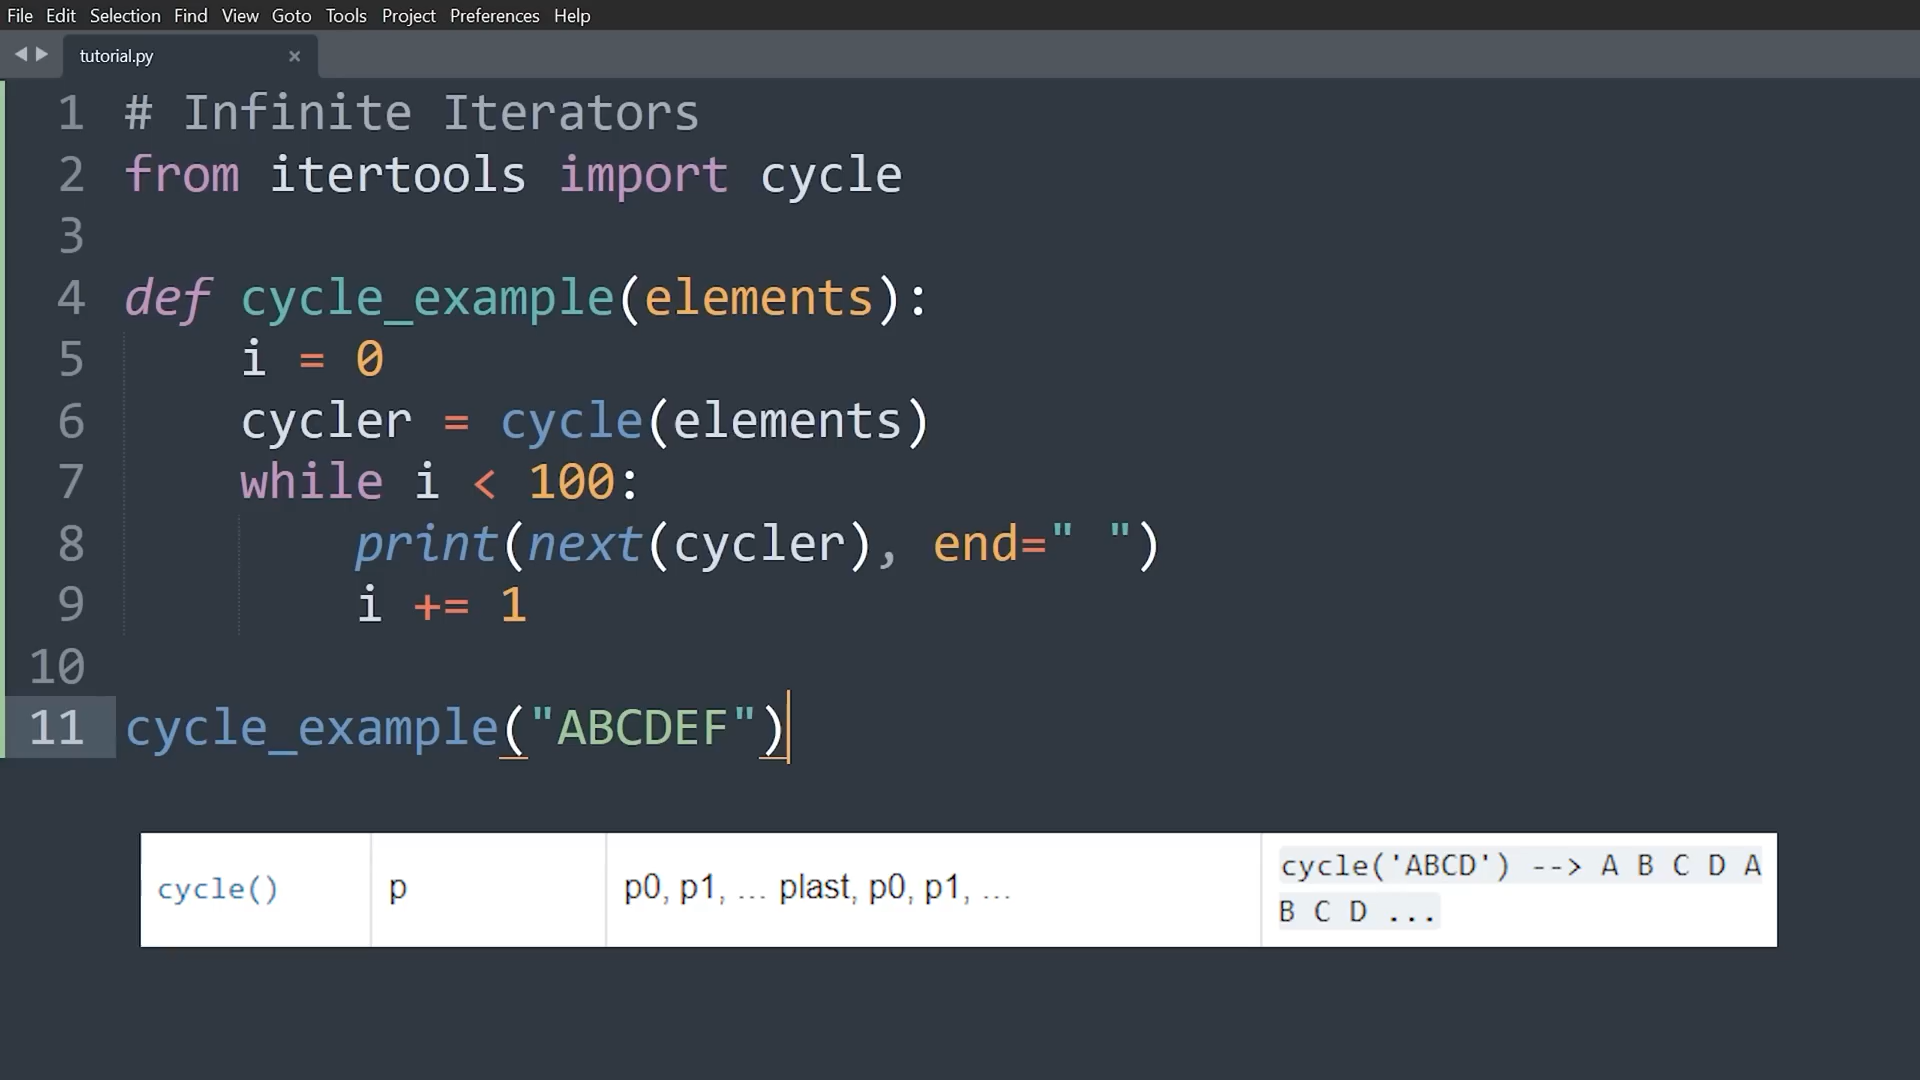 File Edit Selection Find View Goto Tools Project Preferences Help
tutorial.py
1 # Infinite Iterators
2 from itertools import cycle
3
4 def cycle_example(elements):
5     i = 0
6     cycler = cycle(elements)
7     while i < 100:
8         print(next(cycler), end=" ")
9         i += 1
10
11 cycle_example("ABCDEF")
cycle() p p0, p1, … plast, p0, p1, … cycle('ABCD') --> A B C D A
B C D ...